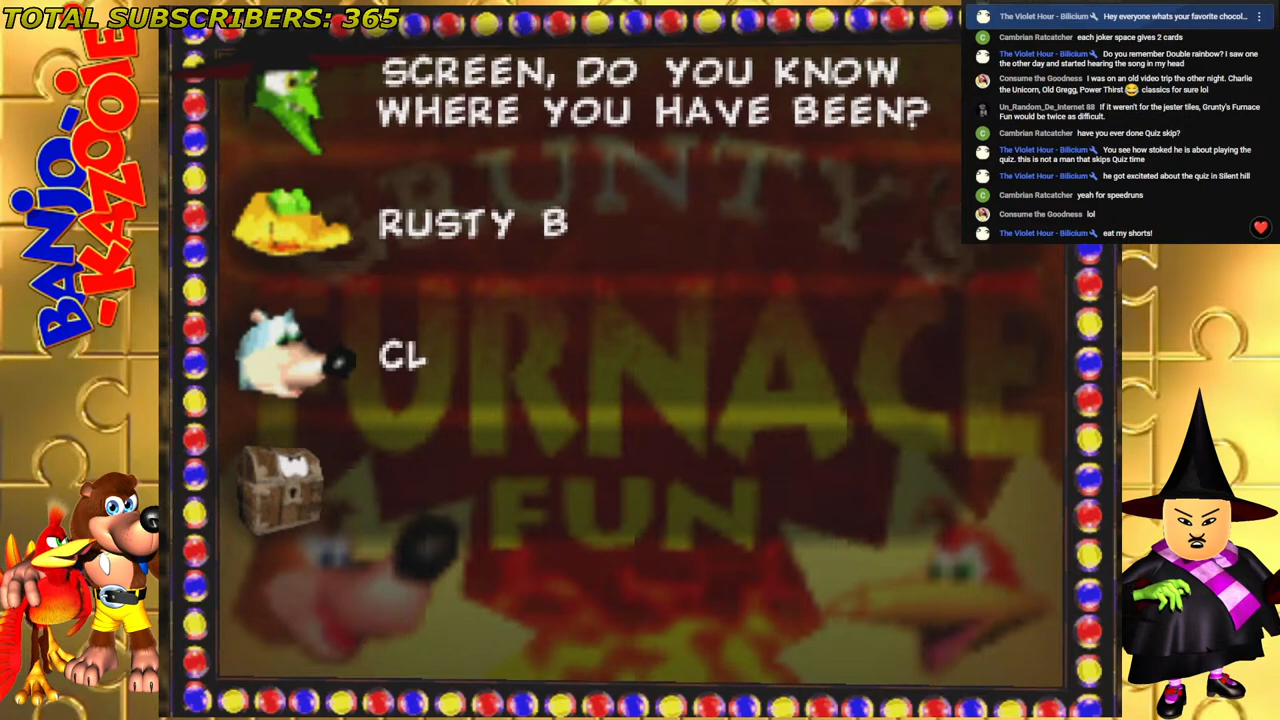 TOTAL SUBSCRIBERS: 365
BANJO-
KAZOOIE
SCREEN, DO YOU KNOW
WHERE YOU HAVE BEEN?
RUSTY B
CL
GRUNTY'S
FURNACE
FUN
The Violet Hour - Bilicium Hey everyone whats your favorite chocol...
Cambrian Ratcatcher each joker space gives 2 cards
The Violet Hour - Bilicium Do you remember Double rainbow? I saw one
the other day and started hearing the song in my head
Consume the Goodness I was on an old video trip the other night. Charlie
the Unicorn, Old Gregg, Power Thirst 😂 classics for sure lol
Un_Random_De_Internet 88 If it weren't for the jester tiles, Grunty's Furnace
Fun would be twice as difficult.
Cambrian Ratcatcher have you ever done Quiz skip?
The Violet Hour - Bilicium You see how stoked he is about playing the
quiz. this is not a man that skips Quiz time
The Violet Hour - Bilicium he got exciteted about the quiz in Silent hill
Cambrian Ratcatcher yeah for speedruns
Consume the Goodness lol
The Violet Hour - Bilicium eat my shorts!